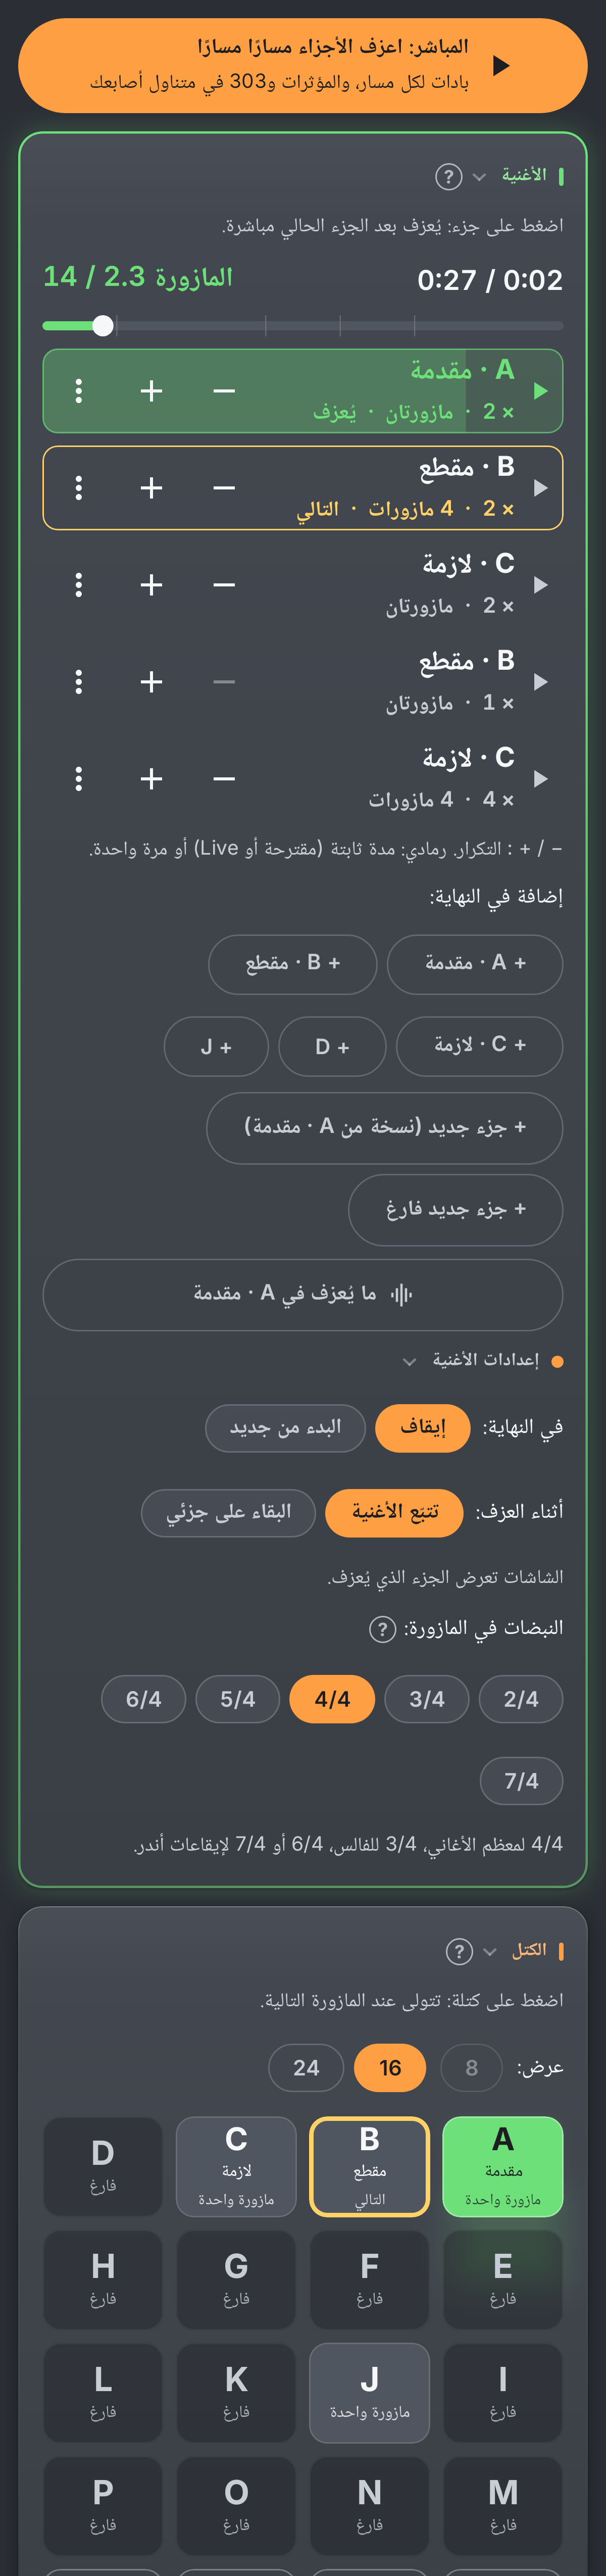 المباشر: اعزف الأجزاء مسارًا مسارًا
بادات لكل مسار، والمؤثرات و303 في متناول أصابعك
الأغنية ?
اضغط على جزء: يُعزف بعد الجزء الحالي مباشرة.
0:27 / 0:02
المازورة 2.3 / 14
A · مقدمة
× 2 · مازورتان · يُعزف
− +
B · مقطع
× 2 · 4 مازورات · التالي
− +
C · لازمة
× 2 · مازورتان
− +
B · مقطع
× 1 · مازورتان
− +
C · لازمة
× 4 · 4 مازورات
− +
− / + : التكرار. رمادي: مدة ثابتة (مقترحة أو Live) أو مرة واحدة.
إضافة في النهاية:
+ A · مقدمة
+ B · مقطع
+ C · لازمة
+ D
+ J
+ جزء جديد (نسخة من A · مقدمة)
+ جزء جديد فارغ
ما يُعزف في A · مقدمة
إعدادات الأغنية
في النهاية: إيقاف البدء من جديد
أثناء العزف: تتبّع الأغنية البقاء على جزئي
الشاشات تعرض الجزء الذي يُعزف.
النبضات في المازورة: ?
2/4 3/4 4/4 5/4 6/4
7/4
4/4 لمعظم الأغاني، 3/4 للفالس، 6/4 أو 7/4 لإيقاعات أندر.
الكتل ?
اضغط على كتلة: تتولى عند المازورة التالية.
عرض: 8 16 24
A
مقدمة
مازورة واحدة
B
مقطع
التالي
C
لازمة
مازورة واحدة
D
فارغ
E
فارغ
F
فارغ
G
فارغ
H
فارغ
I
فارغ
J
مازورة واحدة
K
فارغ
L
فارغ
M
فارغ
N
فارغ
O
فارغ
P
فارغ